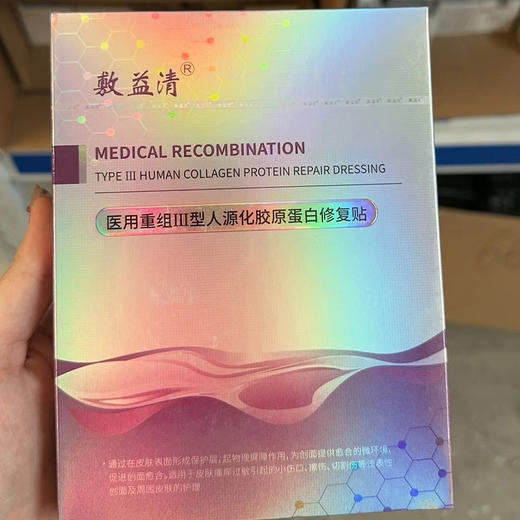 敷益清®
MEDICAL RECOMBINATION
TYPE III HUMAN COLLAGEN PROTEIN REPAIR DRESSING
医用重组III型人源化胶原蛋白修复贴
·通过在皮肤表面形成保护层,起物理屏障作用,为创面提供愈合的微环境,
促进创面愈合,适用于皮肤瘙痒过敏引起的小伤口、擦伤、切割伤等浅表性
创面及周围皮肤的护理